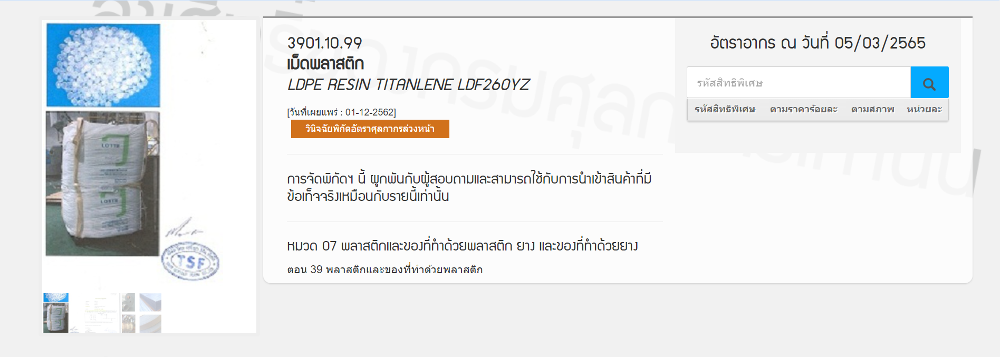 3901.10.99
เม็ดพลาสติก
LDPE RESIN TITANLENE LDF260YZ
[วันที่เผยแพร่ : 01-12-2562]
วินิจฉัยพิกัดอัตราศุลกากรล่วงหน้า
การจัดพิกัดฯ นี้ ผูกพันกับผู้สอบถามและสามารถใช้กับการนำเข้าสินค้าที่มี
ข้อเท็จจริงเหมือนกับรายนี้เท่านั้น
หมวด 07 พลาสติกและของที่ทำด้วยพลาสติก ยาง และของที่ทำด้วยยาง
ตอน 39 พลาสติกและของที่ทำด้วยพลาสติก
อัตราอากร ณ วันที่ 05/03/2565
รหัสสิทธิพิเศษ
รหัสสิทธิพิเศษ ตามราคาร้อยละ ตามสภาพ หน่วยละ
LOTTE
LOTTE
TSF